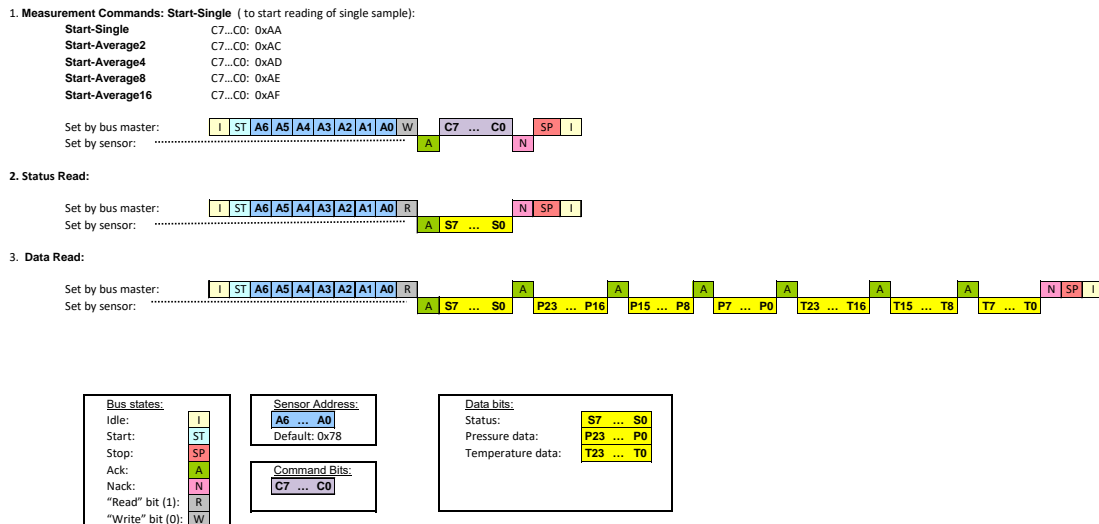 1. Measurement Commands: Start-Single ( to start reading of single sample):
Start-Single C7...C0: 0xAA
Start-Average2 C7...C0: 0xAC
Start-Average4 C7...C0: 0xAD
Start-Average8 C7...C0: 0xAE
Start-Average16 C7...C0: 0xAF
Set by bus master: I ST A6 A5 A4 A3 A2 A1 A0 W C7 ... C0 SP I
Set by sensor: A N
2. Status Read:
Set by bus master: I ST A6 A5 A4 A3 A2 A1 A0 R N SP I
Set by sensor: A S7 ... S0
3. Data Read:
Set by bus master: I ST A6 A5 A4 A3 A2 A1 A0 R A A A A A A N SP I
Set by sensor: A S7 ... S0 P23 ... P16 P15 ... P8 P7 ... P0 T23 ... T16 T15 ... T8 T7 ... T0
Bus states:
Idle: I
Start: ST
Stop: SP
Ack: A
Nack: N
"Read" bit (1): R
"Write" bit (0): W
Sensor Address:
A6 ... A0
Default: 0x78
Command Bits:
C7 ... C0
Data bits:
Status: S7 ... S0
Pressure data: P23 ... P0
Temperature data: T23 ... T0